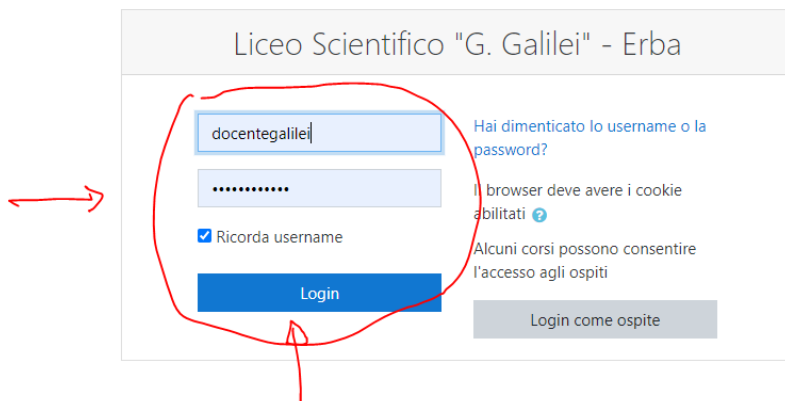 Liceo Scientifico "G. Galilei" - Erba
docentegalilei
••••••••••••
Ricorda username
Login
Hai dimenticato lo username o la
password?
Il browser deve avere i cookie
abilitati
Alcuni corsi possono consentire
l'accesso agli ospiti
Login come ospite